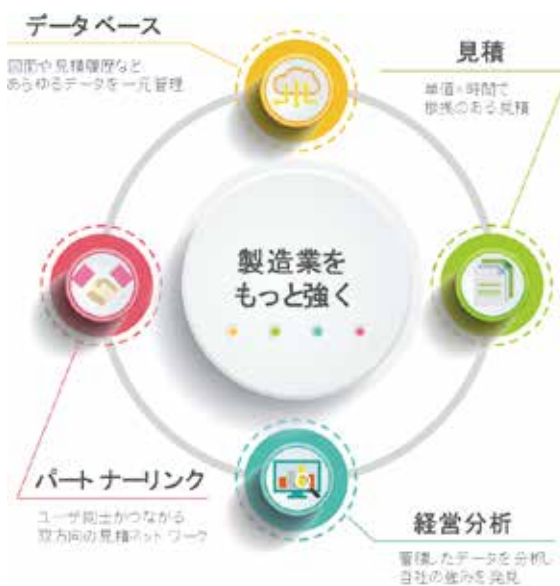 データベース
図面や見積履歴など
あらゆるデータを一元管理
見積
単価×時間で
根拠のある見積
製造業を
もっと強く
パートナーリンク
ユーザ同士がつながる
双方向の見積ネットワーク
経営分析
蓄積したデータを分析し
自社の強みを発見